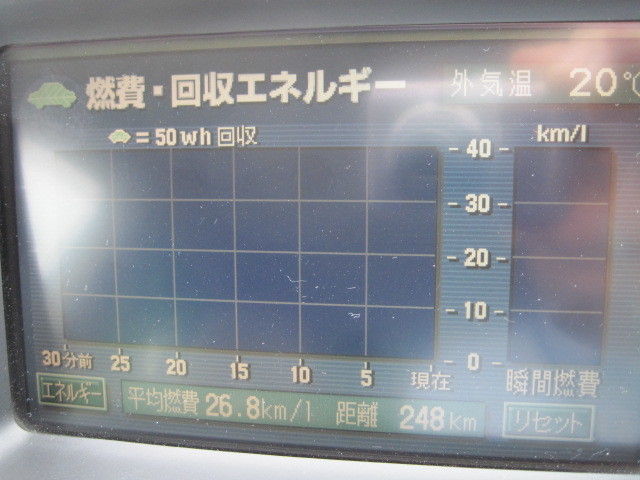 燃費・回収エネルギー 外気温 20℃
= 50 wh 回収
km/l
- 40 -
- 30 -
- 20 -
- 10 -
- 0 -
30分前 25 20 15 10 5 現在
瞬間燃費
エネルギー 平均燃費 26.8km/l 距離 248km リセット